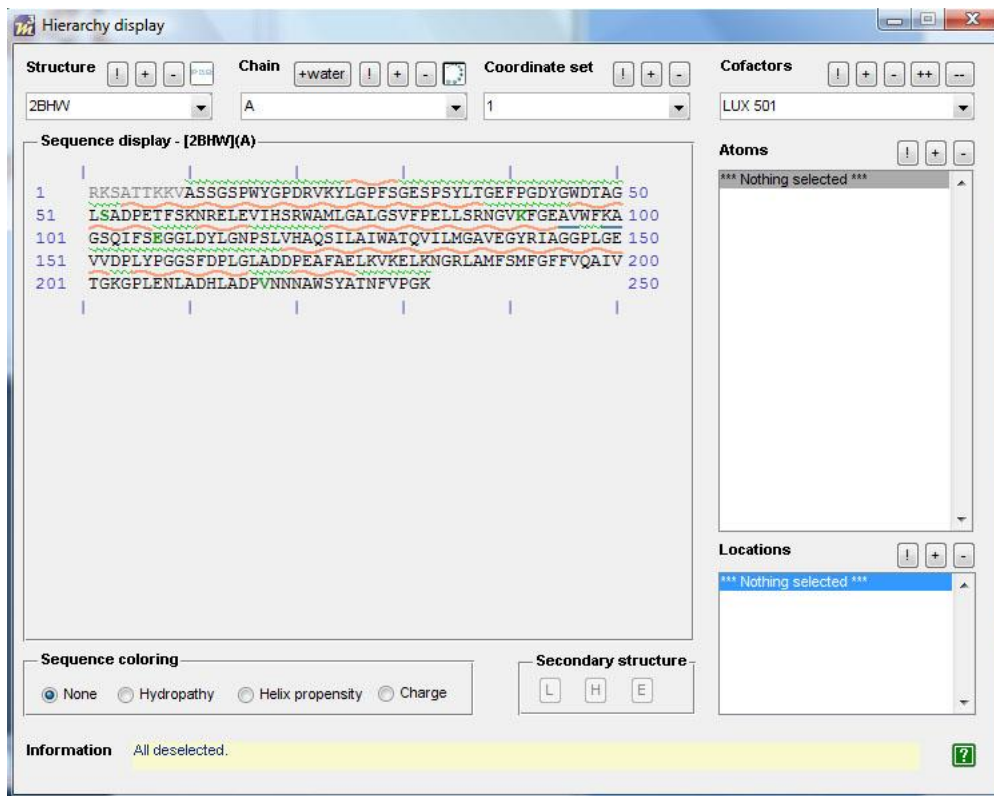 Hierarchy display
Structure ! + - PDB Chain +water ! + - Coordinate set ! + - Cofactors ! + - ++ --
2BHW A 1 LUX 501
Sequence display - [2BHW](A)
1 RKSATTKKVASSGSPWYGPDRVKYLGPFSGESPSYLTGEFPGDYGWDTAG 50
51 LSADPETFSKNRELEVIHSRWAMLGALGSVFPELLSRNGVKFGEAVWFKA 100
101 GSQIFSEGGLDYLGNPSLVHAQSILAIWATQVILMGAVEGYRIAGGPLGE 150
151 VVDPLYPGGSFDPLGLADDPEAFAELKVKELKNGRLAMFSMFGFFVQAIV 200
201 TGKGPLENLADHLADPVNNNAWSYATNFVPGK 250
Atoms ! + -
*** Nothing selected ***
Locations ! + -
*** Nothing selected ***
Sequence coloring
None Hydropathy Helix propensity Charge
Secondary structure
L H E
Information All deselected.
?